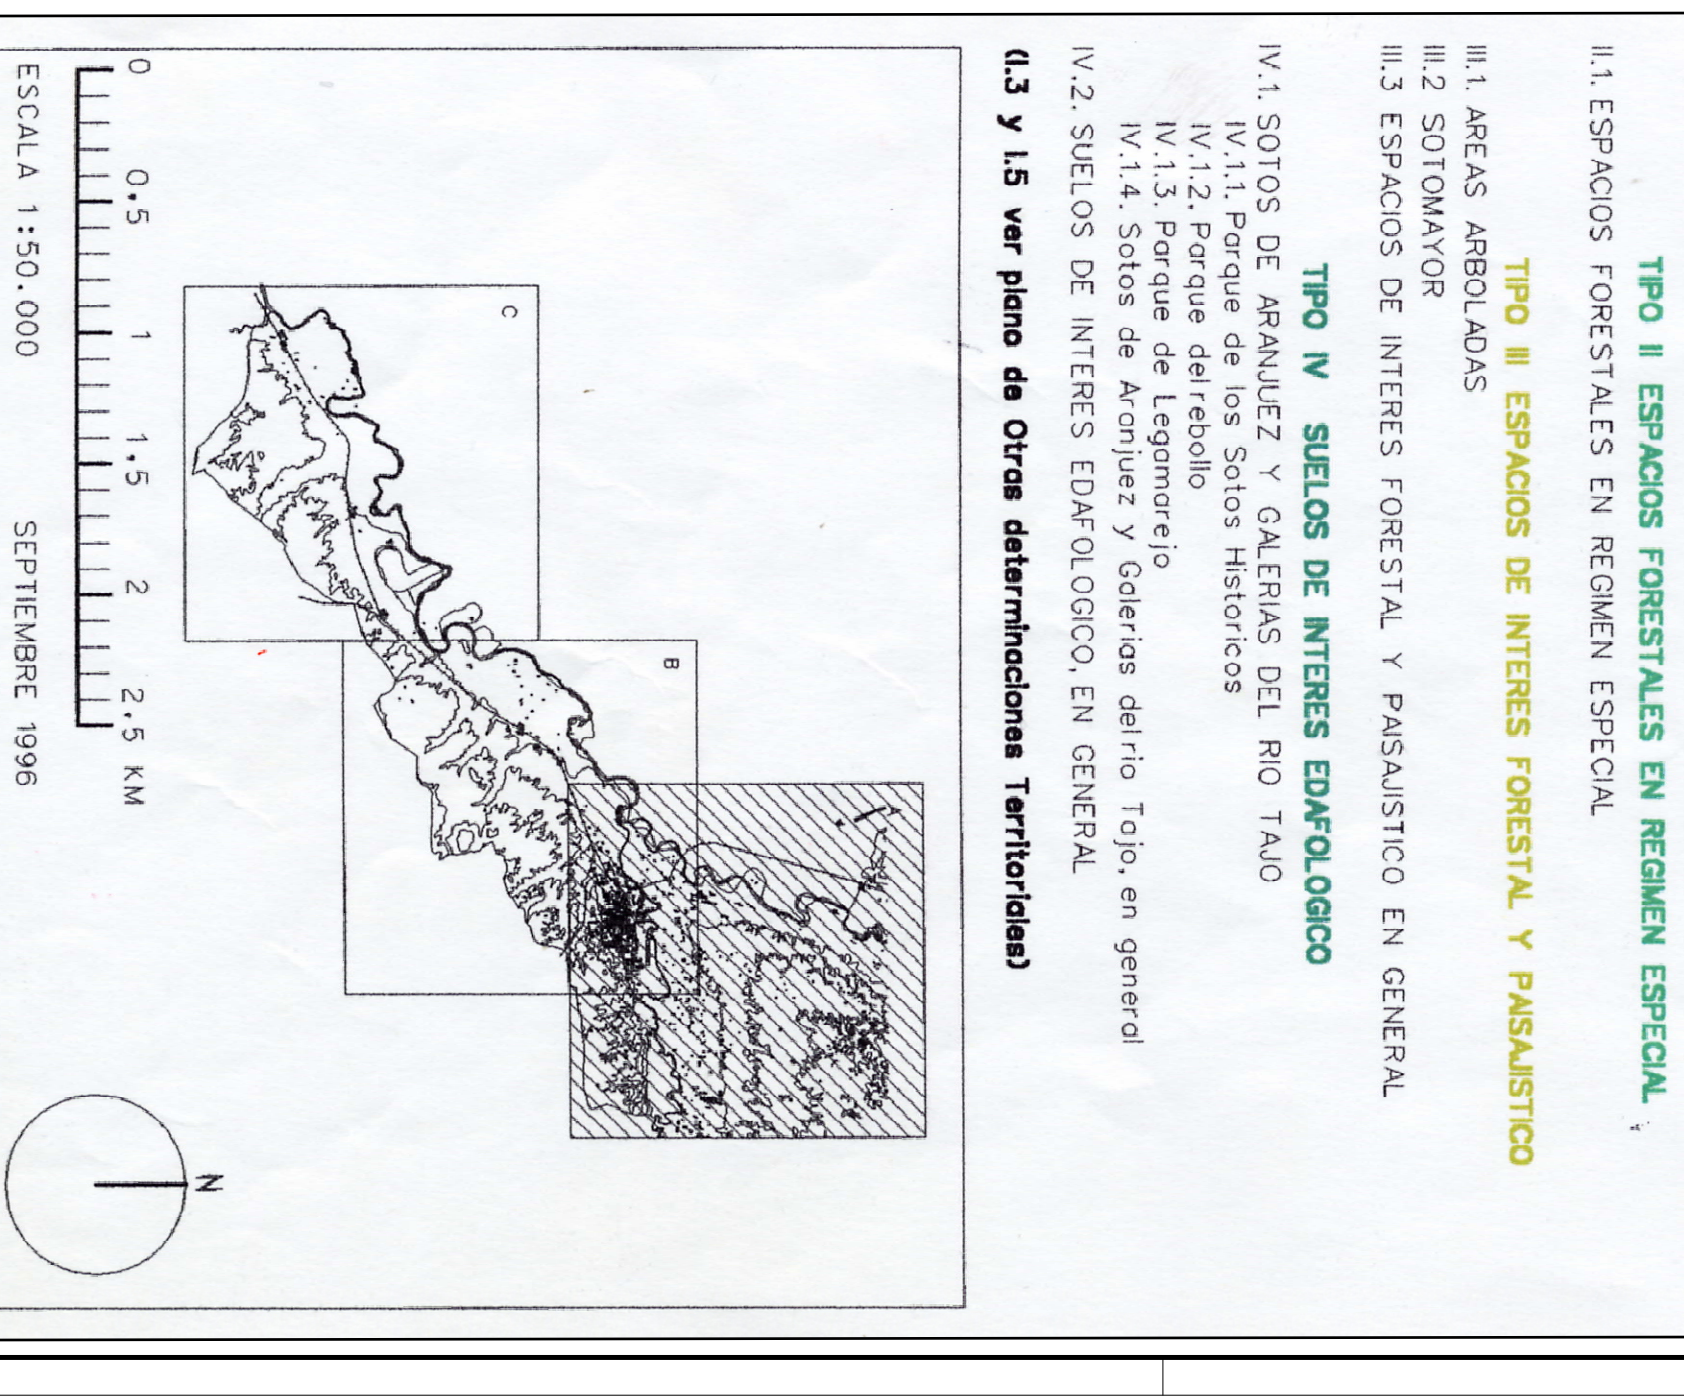 TIPO II ESPACIOS FORESTALES EN REGIMEN ESPECIAL
II.1. ESPACIOS FORESTALES EN REGIMEN ESPECIAL
TIPO III ESPACIOS DE INTERES FORESTAL Y PAISAJISTICO
III.1. AREAS ARBOLADAS
III.2 SOTOMAYOR
III.3 ESPACIOS DE INTERES FORESTAL Y PAISAJISTICO EN GENERAL
TIPO IV SUELOS DE INTERES EDAFOLOGICO
IV.1. SOTOS DE ARANJUEZ Y GALERIAS DEL RIO TAJO
IV.1.1. Parque de los Sotos Historicos
IV.1.2. Parque del rebollo
IV.1.3. Parque de Legamarejo
IV.1.4. Sotos de Aranjuez y Galerias del rio Tajo, en general
IV.2. SUELOS DE INTERES EDAFOLOGICO, EN GENERAL
(I.3 y I.5 ver plano de Otras determinaciones Territoriales)
B
C
N
0 0,5 1 1,5 2 2,5 KM
ESCALA 1:50.000 SEPTIEMBRE 1996